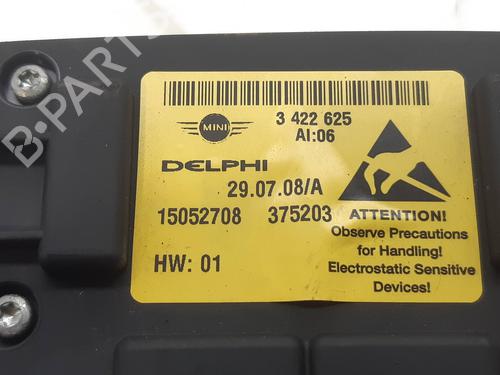 B-PARTS
MINI
3 422 625
AI:06
DELPHI
29.07.08/A
15052708 375203
HW: 01
ATTENTION!
Observe Precautions
for Handling!
Electrostatic Sensitive
Devices!